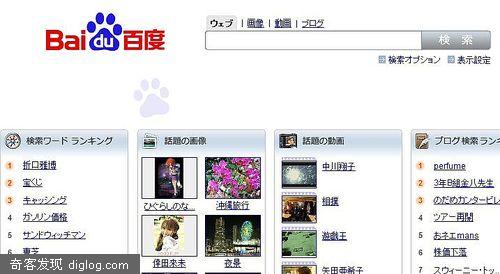 Bai du 百度
ウェブ | 画像 | 動画 | ブログ
検 索
検索オプション 表示設定
検索ワード ランキング
1 折口雅博
2 宝くじ
3 キャッシング
4 ガソリン価格
5 サンドウィッチマン
6 東芝
話題の画像
ひぐらしのな...
沖縄旅行
倖田來未
夜景
話題の動画
中川翔子
相撲
遊戯王
矢亜希
ブログ検索ラン
1 perfume
2 3年B組金八先生
3 のだめカンタービレ
4 ツアー再開
5 おネエmans
6 株価下落
7 スウィーニー・トッ
奇客发现 diglog.com